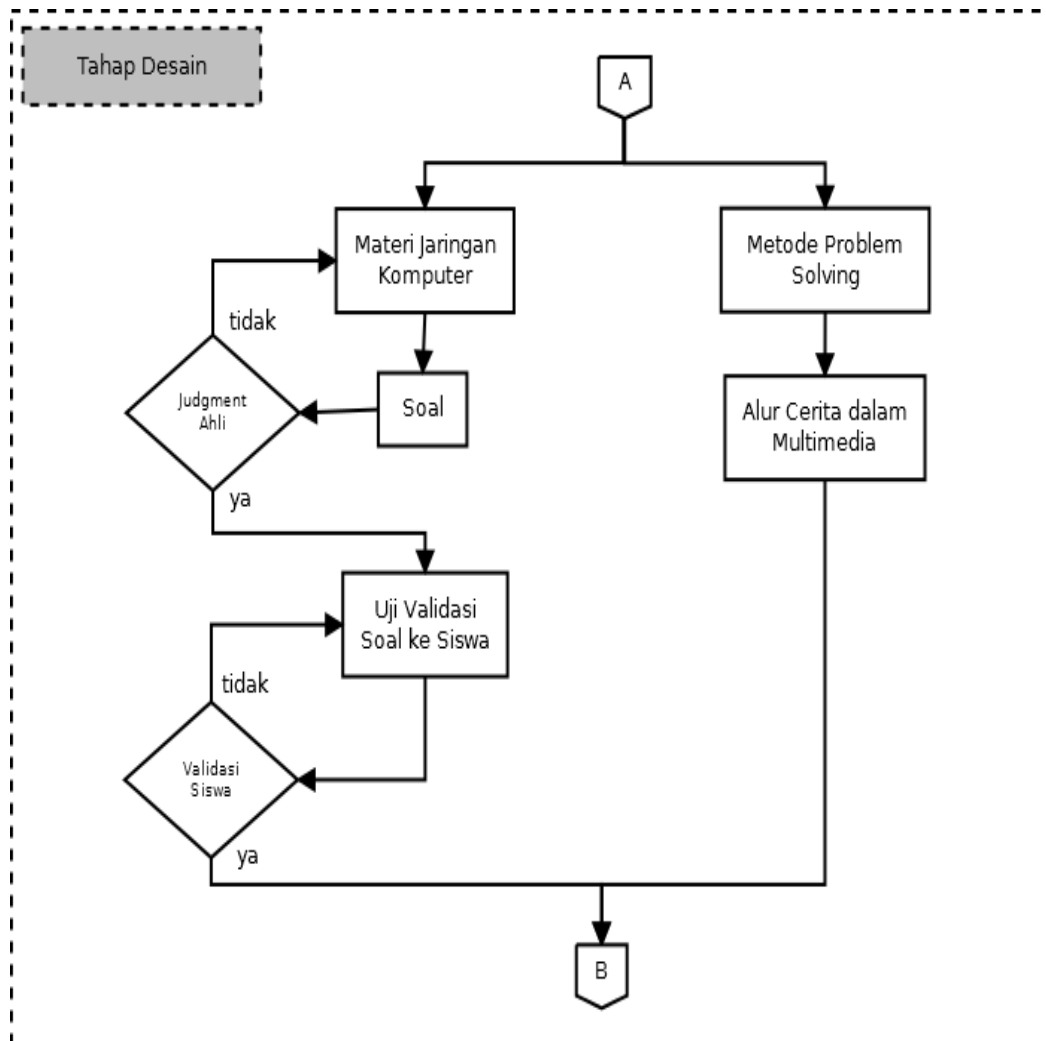 Tahap Desain
A
Materi Jaringan
Komputer
Metode Problem
Solving
tidak
Judgment
Ahli
Soal
Alur Cerita dalam
Multimedia
ya
Uji Validasi
Soal ke Siswa
tidak
Validasi
Siswa
ya
B